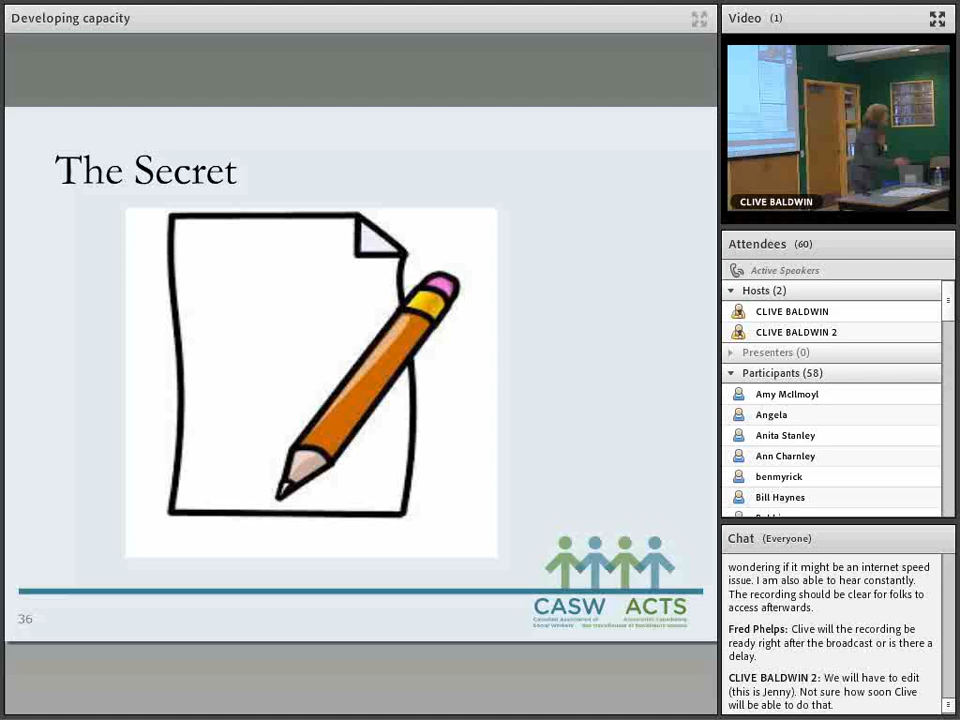 Developing capacity
The Secret
36
CASW ACTS
Canadian Association of
Social Workers
Video (1)
CLIVE BALDWIN
Attendees (60)
Active Speakers
Hosts (2)
CLIVE BALDWIN
CLIVE BALDWIN 2
Presenters (0)
Participants (58)
Amy McIlmoyl
Angela
Anita Stanley
Ann Charnley
benmyrick
Bill Haynes
Chat (Everyone)
wondering if it might be an internet speed
issue. I am also able to hear constantly.
The recording should be clear for folks to
access afterwards.
Fred Phelps: Clive will the recording be
ready right after the broadcast or is there a
delay.
CLIVE BALDWIN 2: We will have to edit
(this is Jenny). Not sure how soon Clive
will be able to do that.